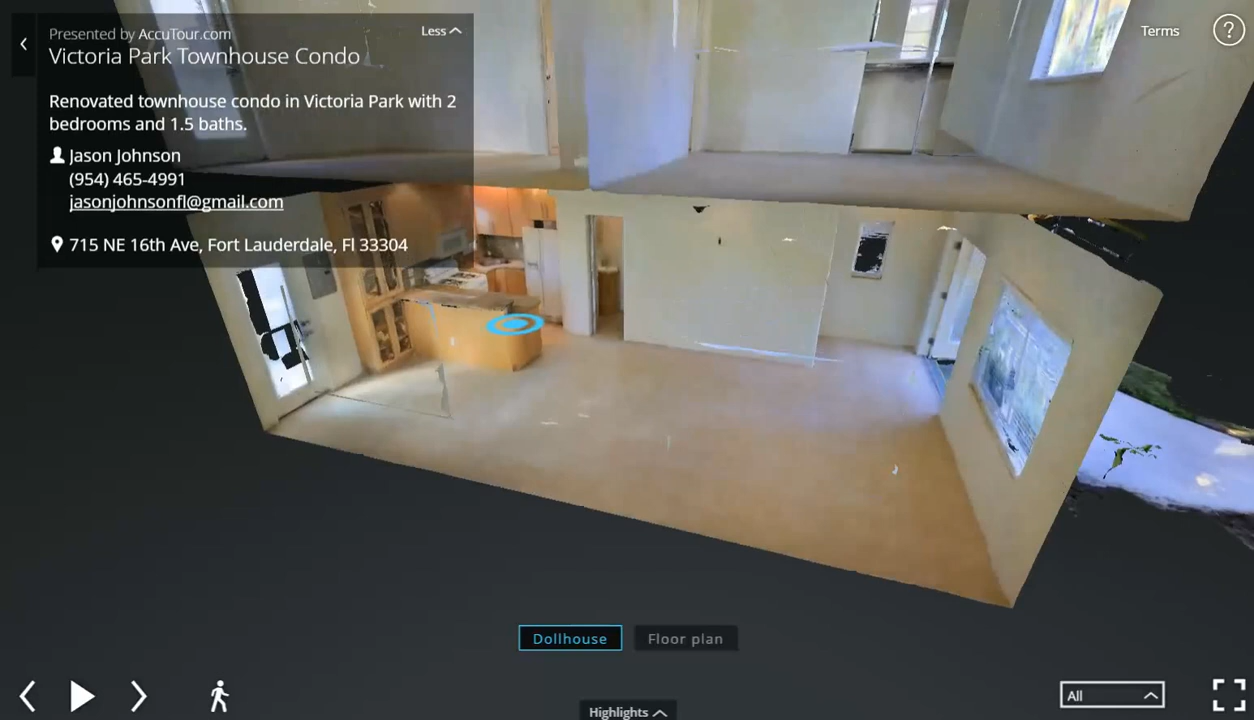 Presented by AccuTour.com
Less
Victoria Park Townhouse Condo
Renovated townhouse condo in Victoria Park with 2
bedrooms and 1.5 baths.
Jason Johnson
(954) 465-4991
jasonjohnsonfl@gmail.com
715 NE 16th Ave, Fort Lauderdale, Fl 33304
Terms
?
Dollhouse
Floor plan
All
Highlights